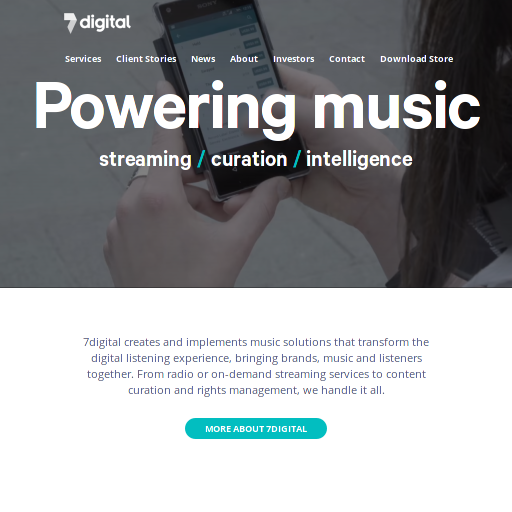 7digital
Services Client Stories News About Investors Contact Download Store
Powering music
streaming / curation / intelligence
7digital creates and implements music solutions that transform the
digital listening experience, bringing brands, music and listeners
together. From radio or on-demand streaming services to content
curation and rights management, we handle it all.
MORE ABOUT 7DIGITAL